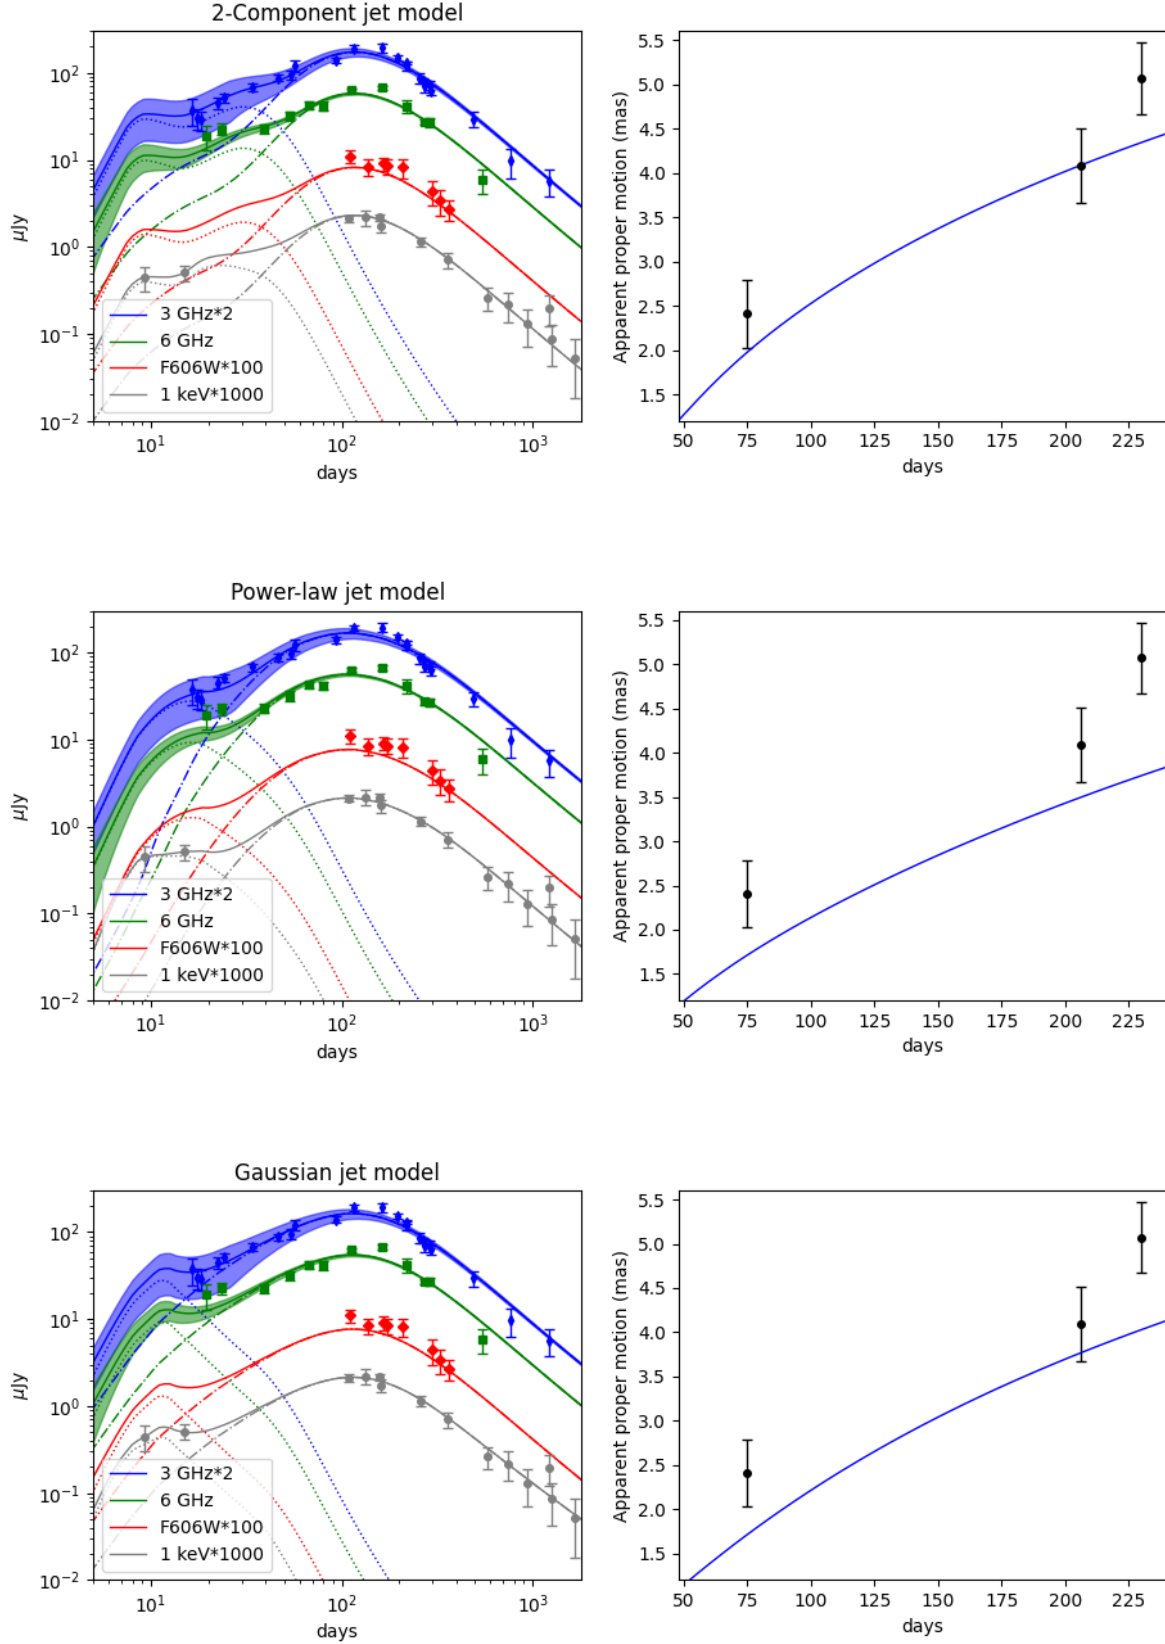 2-Component jet model
10² 10¹ 10⁰ 10⁻¹ 10⁻²
μJy
3 GHz*2
6 GHz
F606W*100
1 keV*1000
10¹ 10² 10³
days
5.5 5.0 4.5 4.0 3.5 3.0 2.5 2.0 1.5
Apparent proper motion (mas)
50 75 100 125 150 175 200 225
days
Power-law jet model
10² 10¹ 10⁰ 10⁻¹ 10⁻²
μJy
3 GHz*2
6 GHz
F606W*100
1 keV*1000
10¹ 10² 10³
days
5.5 5.0 4.5 4.0 3.5 3.0 2.5 2.0 1.5
Apparent proper motion (mas)
50 75 100 125 150 175 200 225
days
Gaussian jet model
10² 10¹ 10⁰ 10⁻¹ 10⁻²
μJy
3 GHz*2
6 GHz
F606W*100
1 keV*1000
10¹ 10² 10³
days
5.5 5.0 4.5 4.0 3.5 3.0 2.5 2.0 1.5
Apparent proper motion (mas)
50 75 100 125 150 175 200 225
days